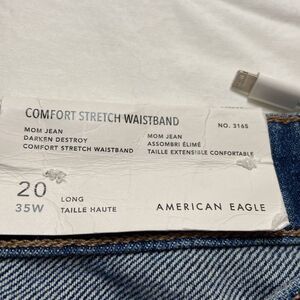 COMFORT STRETCH WAISTBAND
NO. 3165
MOM JEAN
DARKEN DESTROY
COMFORT STRETCH WAISTBAND
MOM JEAN
ASSOMBRI ÉLIMÉ
TAILLE EXTENSIBLE CONFORTABLE
20
35W
LONG
TAILLE HAUTE
AMERICAN EAGLE